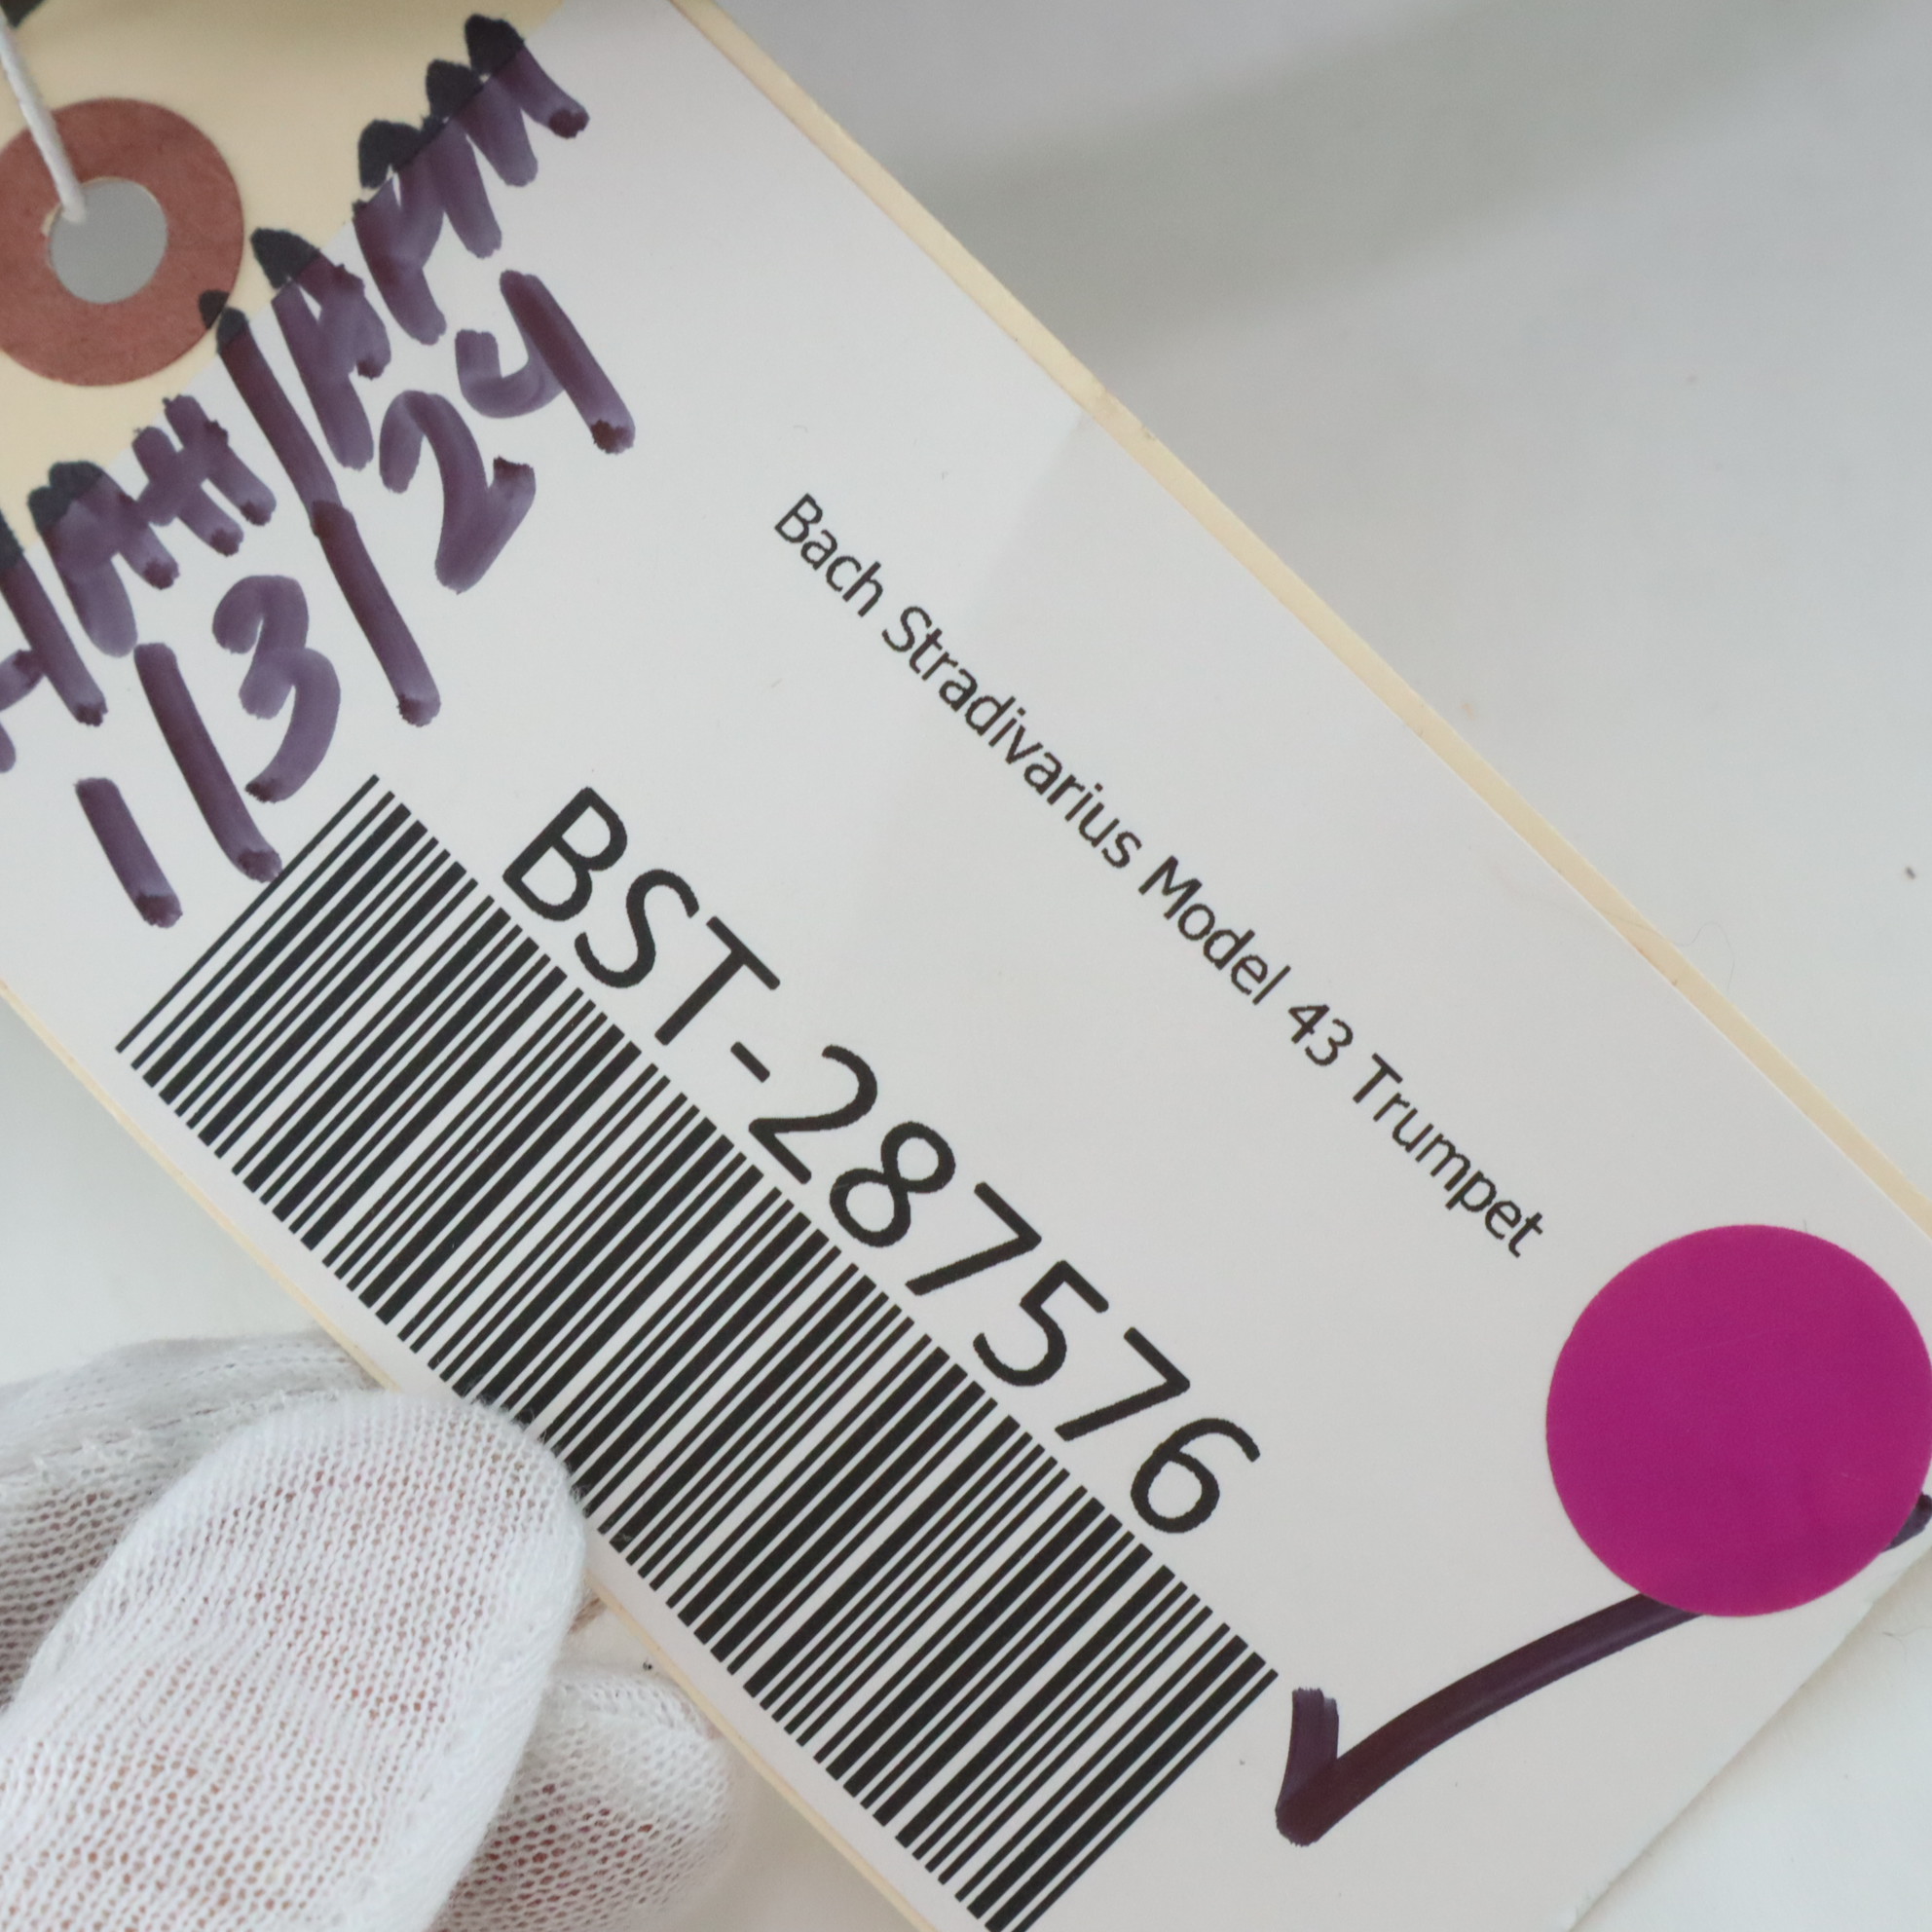 1/3/24
Bach Stradivarius Model 43 Trumpet
BST-287576